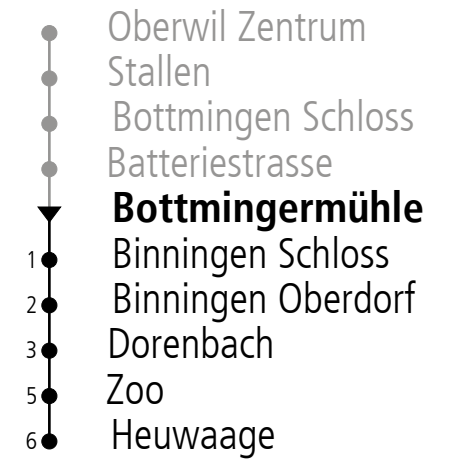 Oberwil Zentrum
Stallen
Bottmingen Schloss
Batteriestrasse
Bottmingermühle
1 Binningen Schloss
2 Binningen Oberdorf
3 Dorenbach
5 Zoo
6 Heuwaage